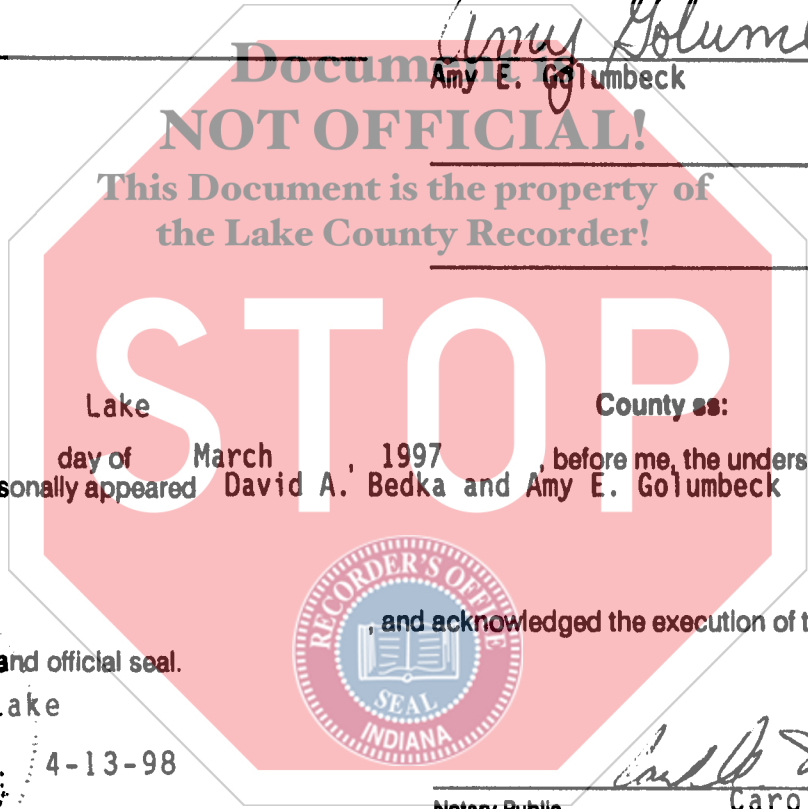 Amy Golum
Document is
Amy E. Golumbeck
NOT OFFICIAL!
This Document is the property of
the Lake County Recorder!
STOP
Lake County ss:
day of March , 1997 , before me, the unders
sonally appeared David A. Bedka and Amy E. Golumbeck
RECORDER'S OFFICE
, and acknowledged the execution of t
and official seal.
SEAL
INDIANA
ake
4-13-98
Notary Public Caro